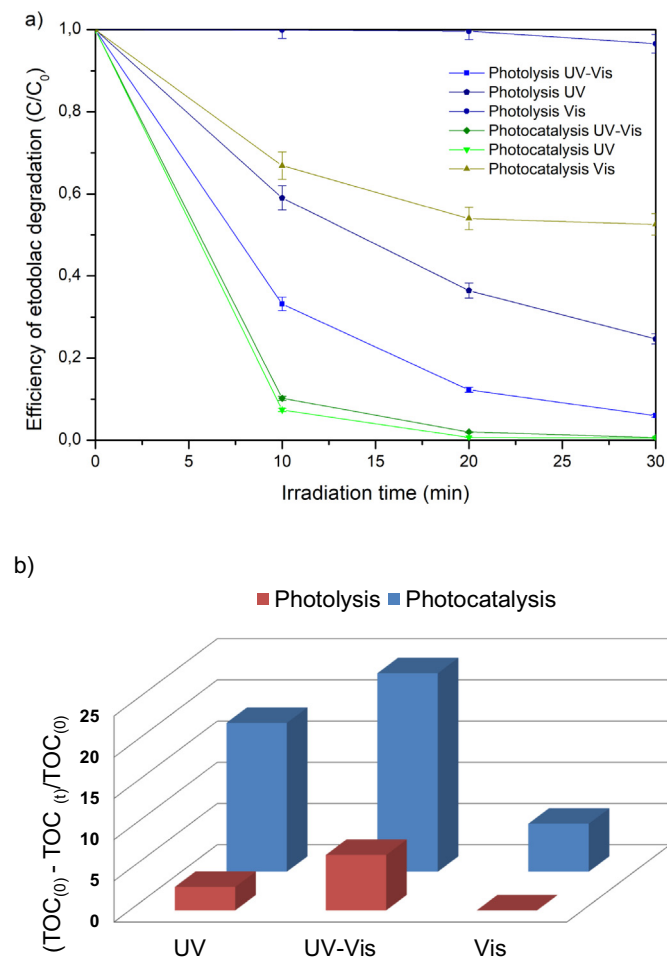 a)
1,0
0,8
0,6
0,4
0,2
0,0
Efficiency of etodolac degradation (C/C₀)
Photolysis UV-Vis
Photolysis UV
Photolysis Vis
Photocatalysis UV-Vis
Photocatalysis UV
Photocatalysis Vis
0 5 10 15 20 25 30
Irradiation time (min)
b)
Photolysis Photocatalysis
25
20
15
10
5
0
(TOC(0) - TOC (t)/TOC(0)
UV UV-Vis Vis